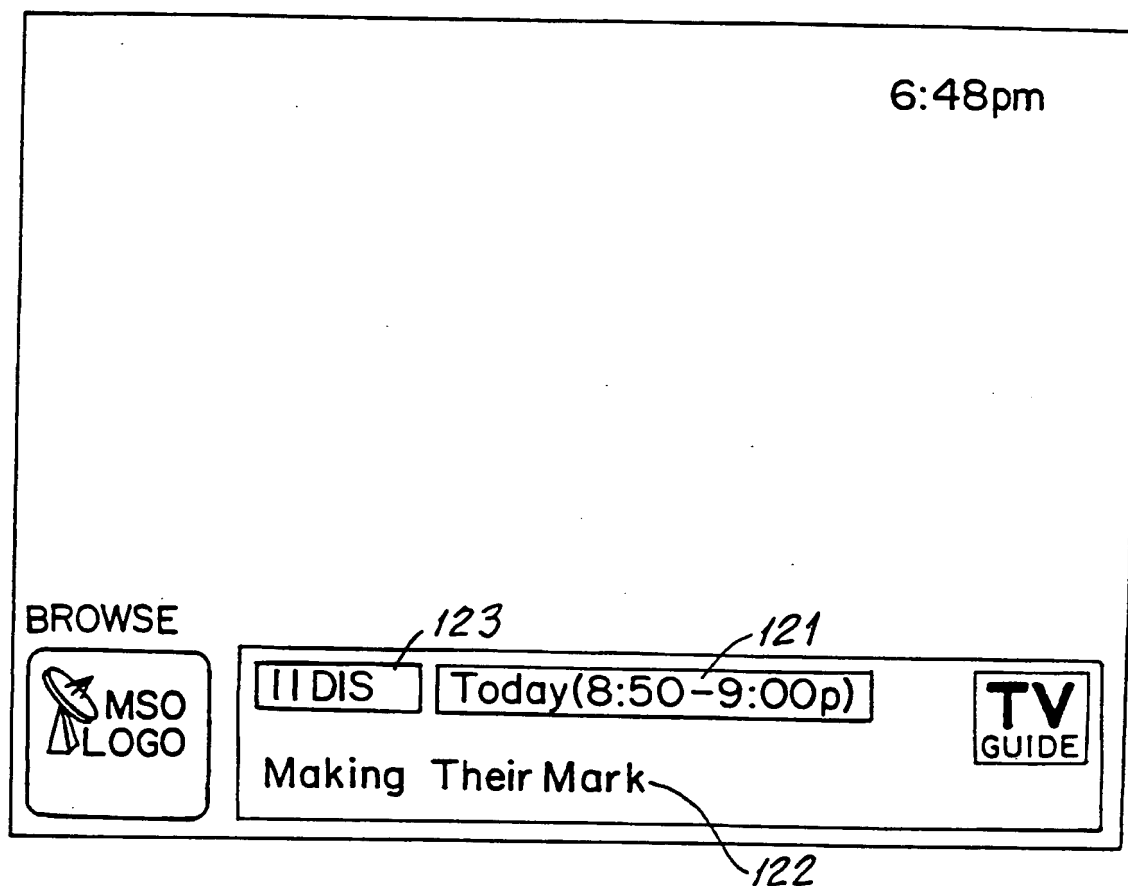 6:48pm
BROWSE
123
121
11 DIS
Today(8:50-9:00p)
TV
GUIDE
MSO
LOGO
Making Their Mark
122